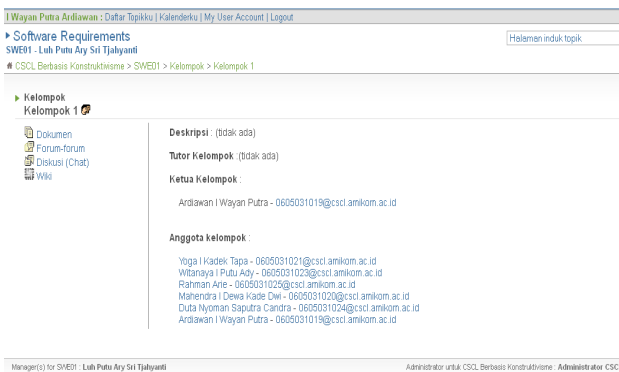 I Wayan Putra Ardiawan : Daftar Topikku | Kalenderku | My User Account | Logout
Software Requirements
Halaman induk topik
SWE01 - Luh Putu Ary Sri Tjahyanti
CSCL Berbasis Konstruktivisme > SWE01 > Kelompok > Kelompok 1
Kelompok
Kelompok 1
Dokumen
Forum-forum
Diskusi (Chat)
Wiki
Deskripsi : (tidak ada)
Tutor Kelompok :(tidak ada)
Ketua Kelompok :
Ardiawan I Wayan Putra - 0605031019@cscl.amikom.ac.id
Anggota kelompok :
Yoga I Kadek Tapa - 0605031021@cscl.amikom.ac.id
Witanaya I Putu Ady - 0605031023@cscl.amikom.ac.id
Rahman Arie - 0605031025@cscl.amikom.ac.id
Mahendra I Dewa Kade Dwi - 0605031020@cscl.amikom.ac.id
Duta Nyoman Saputra Candra - 0605031024@cscl.amikom.ac.id
Ardiawan I Wayan Putra - 0605031019@cscl.amikom.ac.id
Manager(s) for SWE01 : Luh Putu Ary Sri Tjahyanti
Administrator untuk CSCL Berbasis Konstruktivisme : Administrator CSC